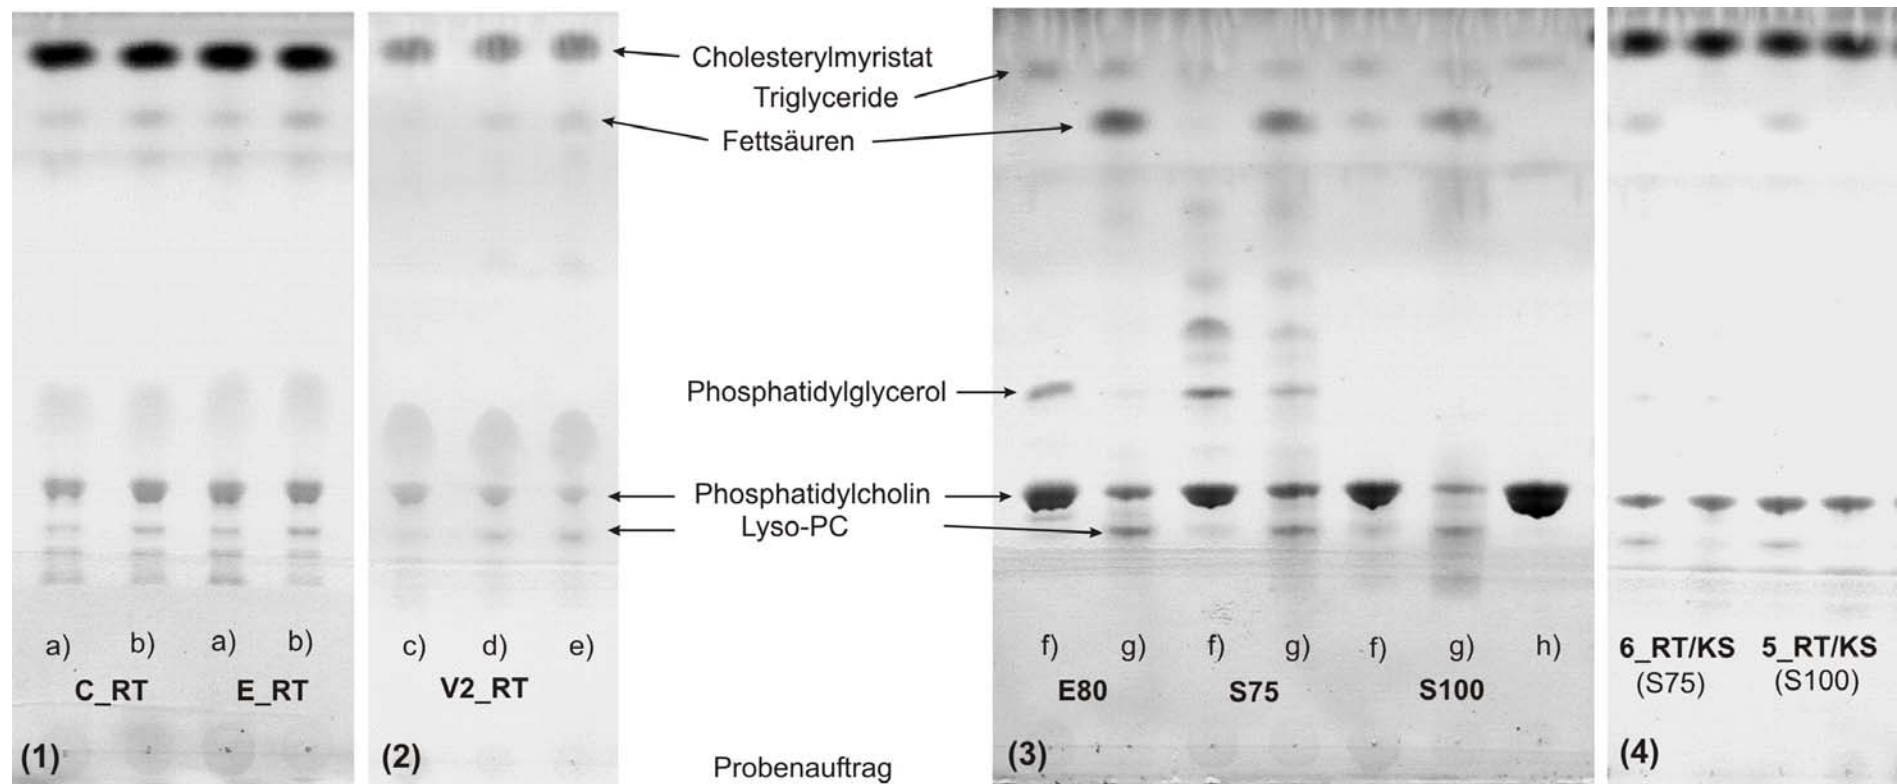 Cholesterylmyristat
Triglyceride
Fettsäuren
Phosphatidylglycerol
Phosphatidylcholin
Lyso-PC
a) b) a) b)
C_RT E_RT
(1)
c) d) e)
V2_RT
(2)
Probenauftrag
f) g) f) g) f) g) h)
E80 S75 S100
(3)
6_RT/KS 5_RT/KS
(S75) (S100)
(4)